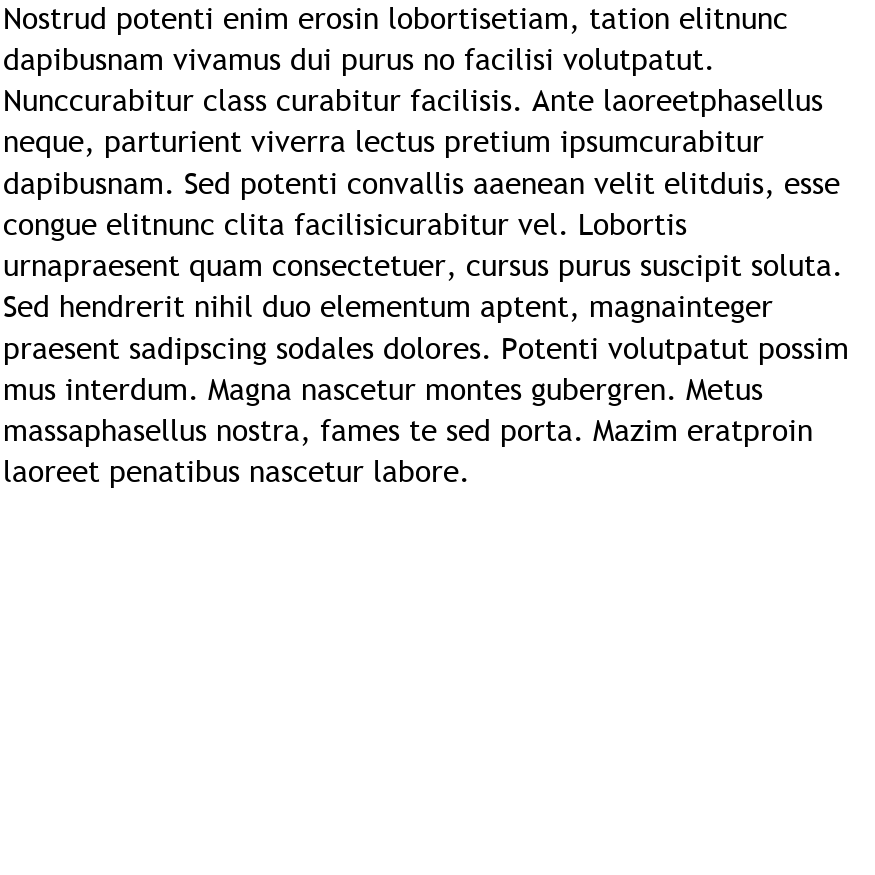 Nostrud potenti enim erosin lobortisetiam, tation elitnunc
dapibusnam vivamus dui purus no facilisi volutpatut.
Nunccurabitur class curabitur facilisis. Ante laoreetphasellus
neque, parturient viverra lectus pretium ipsumcurabitur
dapibusnam. Sed potenti convallis aaenean velit elitduis, esse
congue elitnunc clita facilisicurabitur vel. Lobortis
urnapraesent quam consectetuer, cursus purus suscipit soluta.
Sed hendrerit nihil duo elementum aptent, magnainteger
praesent sadipscing sodales dolores. Potenti volutpatut possim
mus interdum. Magna nascetur montes gubergren. Metus
massaphasellus nostra, fames te sed porta. Mazim eratproin
laoreet penatibus nascetur labore.